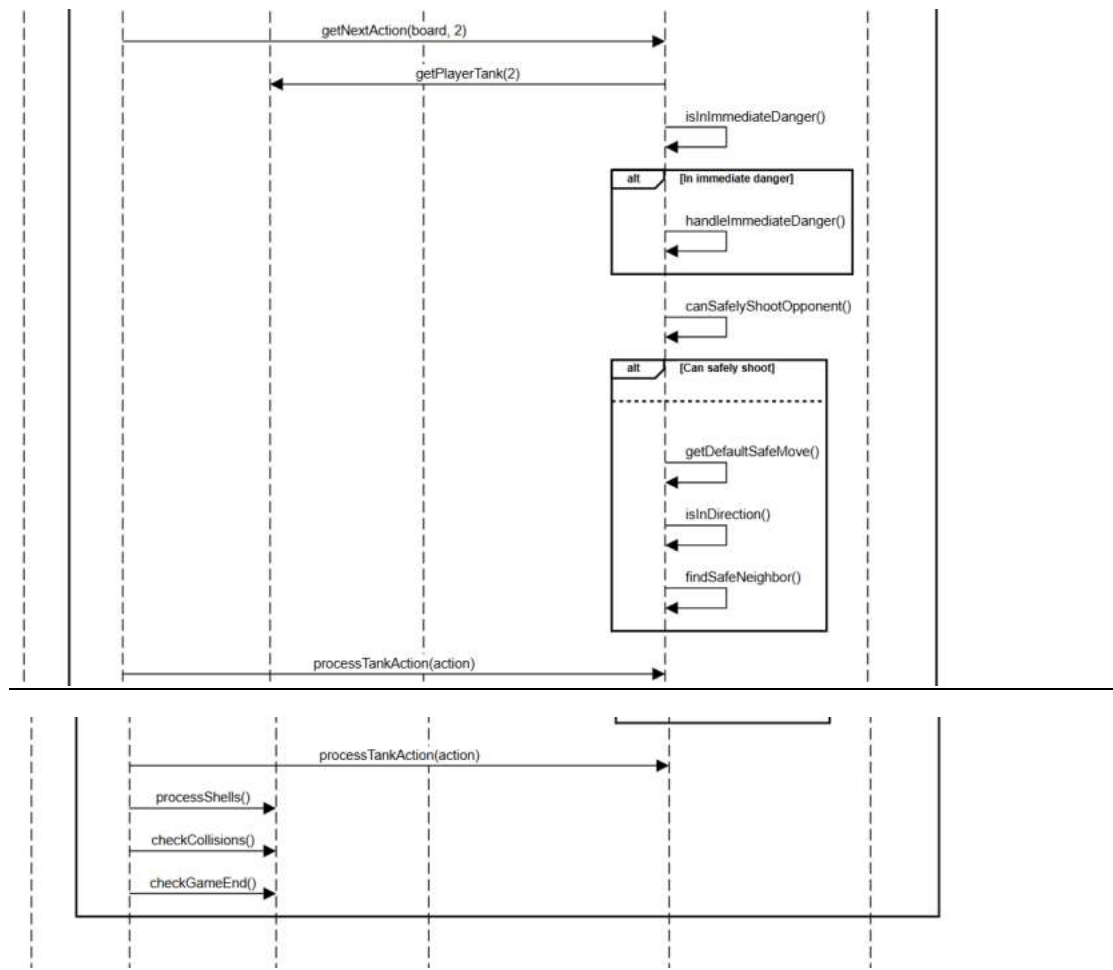 getNextAction(board, 2)
getPlayerTank(2)
isInImmediateDanger()
alt [In immediate danger]
handleImmediateDanger()
canSafelyShootOpponent()
alt [Can safely shoot]
getDefaultSafeMove()
isInDirection()
findSafeNeighbor()
processTankAction(action)
processTankAction(action)
processShells()
checkCollisions()
checkGameEnd()